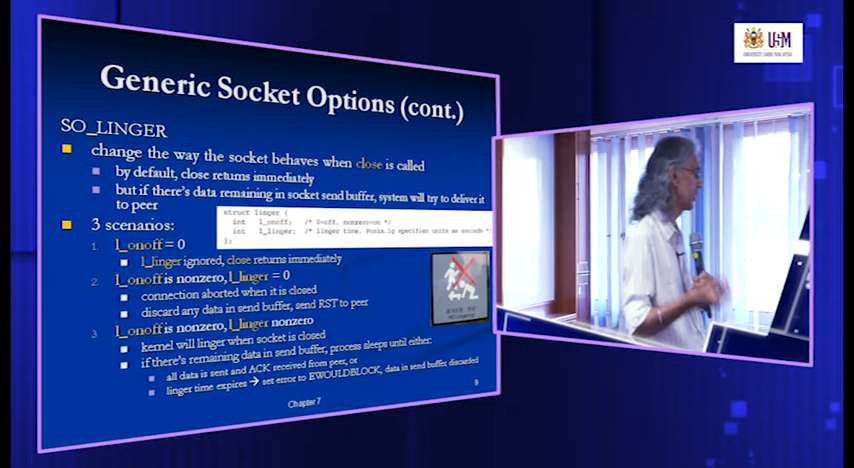 USM
UNIVERSITI SAINS MALAYSIA
Generic Socket Options (cont.)
SO_LINGER
change the way the socket behaves when close is called
by default, close returns immediately
but if there's data remaining in socket send buffer, system will try to deliver it
to peer
struct linger {
int l_onoff; /* 0=off, nonzero=on */
int l_linger; /* linger time, Posix.1g specifies units as seconds */
};
3 scenarios:
1. l_onoff = 0
l_linger ignored, close returns immediately
2. l_onoff is nonzero, l_linger = 0
connection aborted when it is closed
discard any data in send buffer, send RST to peer
3. l_onoff is nonzero, l_linger nonzero
kernel will linger when socket is closed
if there's remaining data in send buffer, process sleeps until either:
all data is sent and ACK received from peer, or
linger time expires → set error to EWOULDBLOCK, data in send buffer discarded
Chapter 7
9